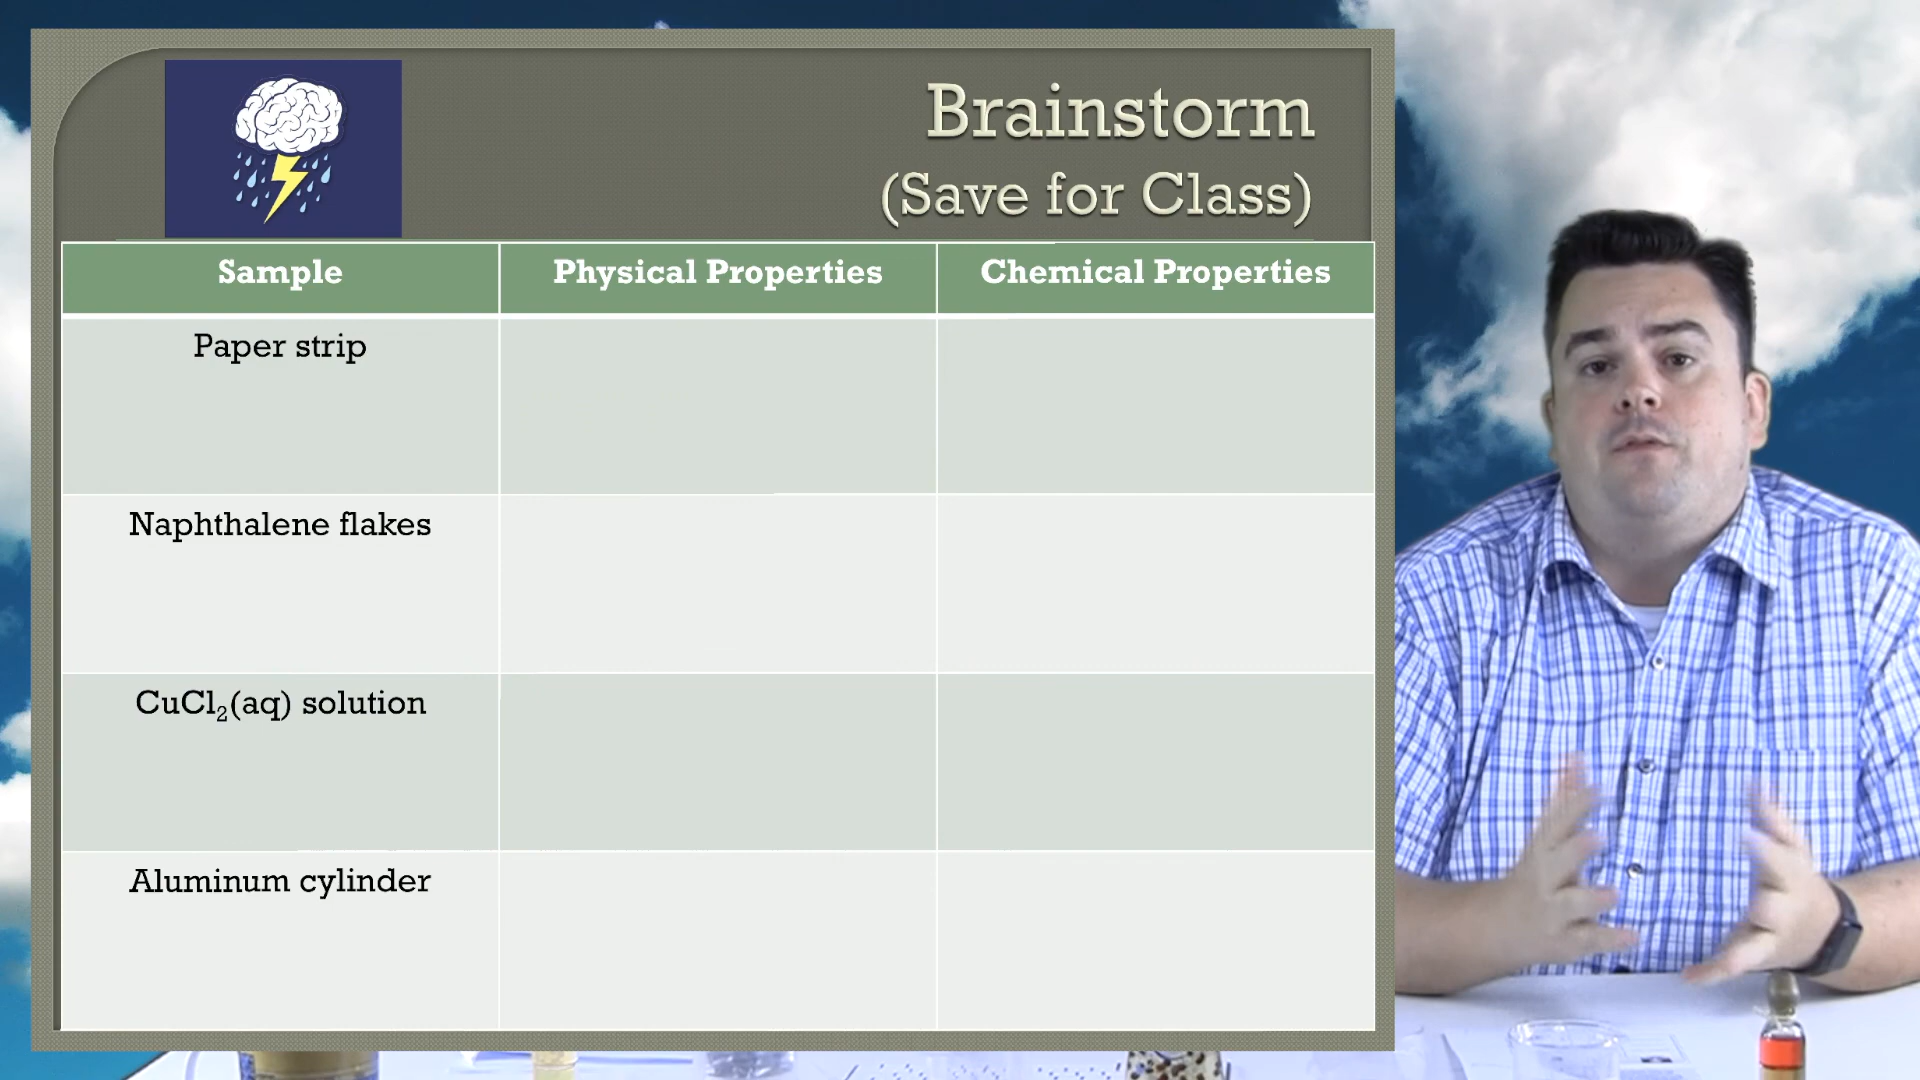 Brainstorm
(Save for Class)
Sample
Physical Properties
Chemical Properties
Paper strip
Naphthalene flakes
CuCl₂(aq) solution
Aluminum cylinder